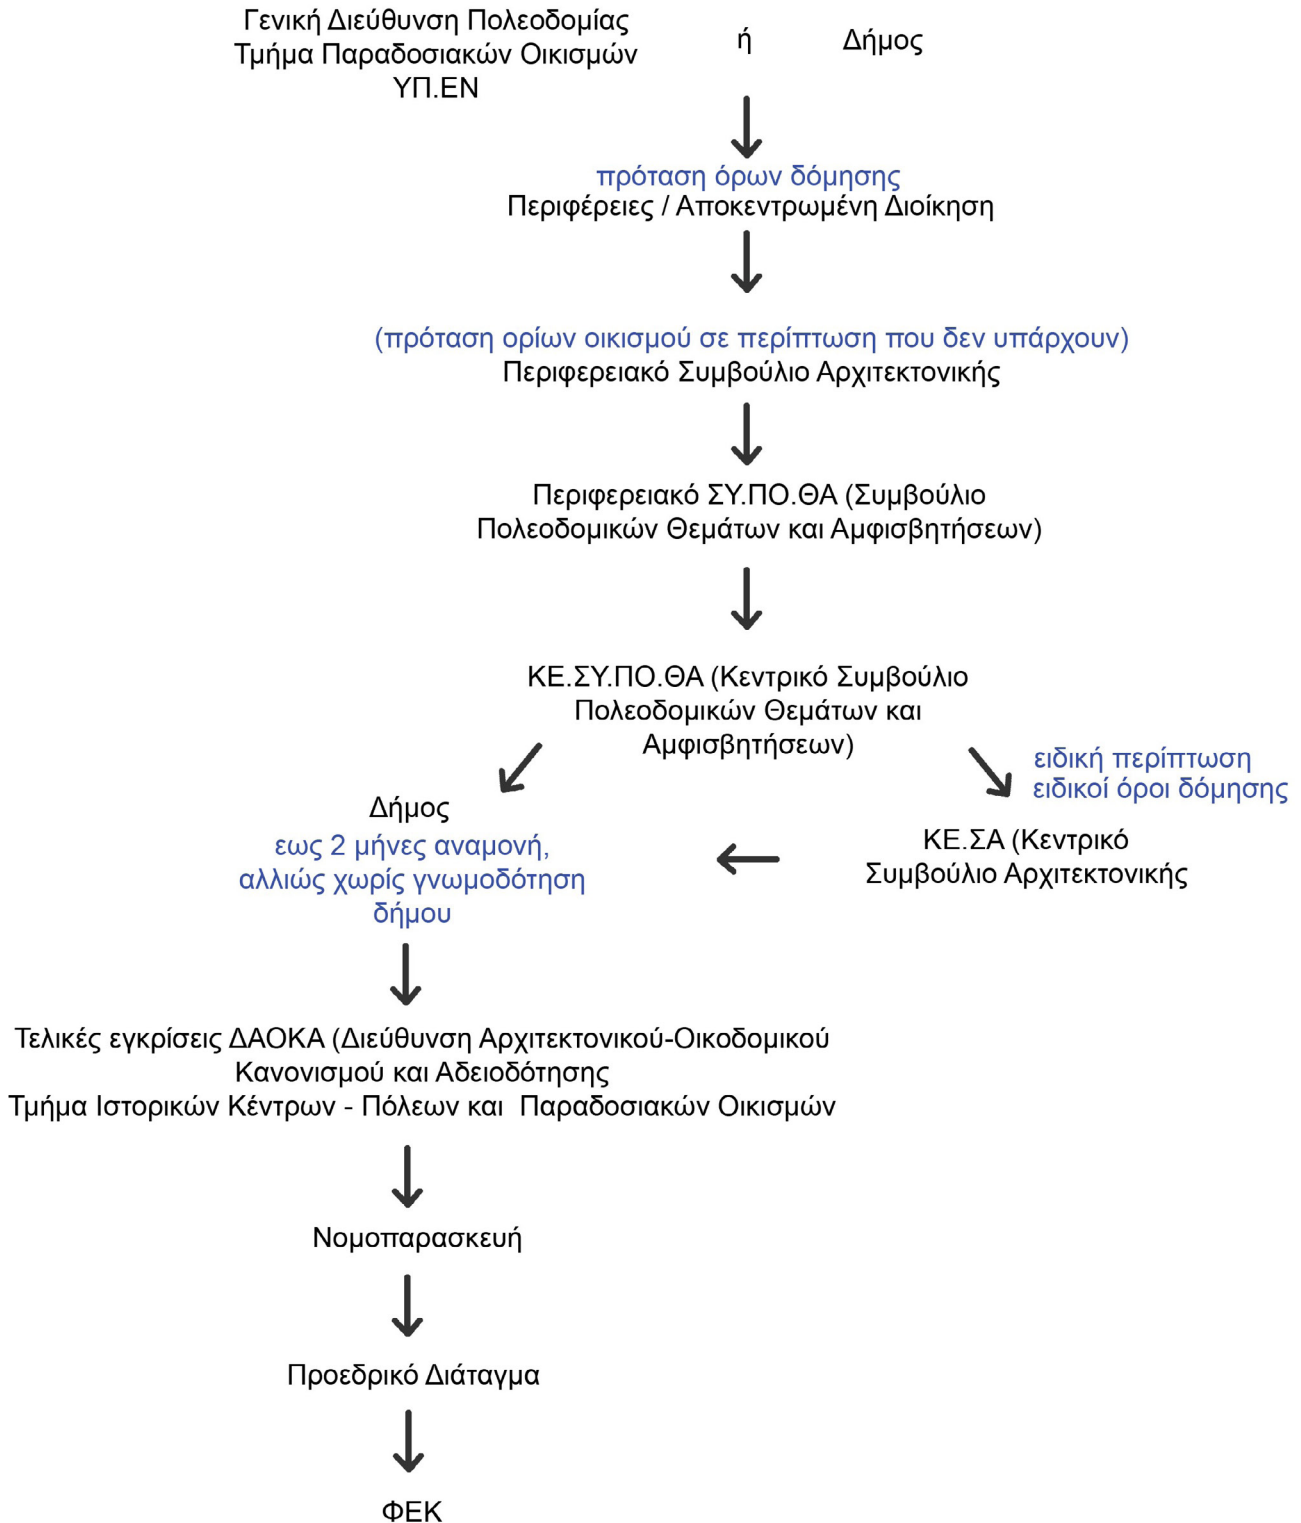 Γενική Διεύθυνση Πολεοδομίας
Τμήμα Παραδοσιακών Οικισμών
ΥΠ.ΕΝ
ή
Δήμος
πρόταση όρων δόμησης
Περιφέρειες / Αποκεντρωμένη Διοίκηση
(πρόταση ορίων οικισμού σε περίπτωση που δεν υπάρχουν)
Περιφερειακό Συμβούλιο Αρχιτεκτονικής
Περιφερειακό ΣΥ.ΠΟ.ΘΑ (Συμβούλιο
Πολεοδομικών Θεμάτων και Αμφισβητήσεων)
ΚΕ.ΣΥ.ΠΟ.ΘΑ (Κεντρικό Συμβούλιο
Πολεοδομικών Θεμάτων και
Αμφισβητήσεων)
ειδική περίπτωση
ειδικοί όροι δόμησης
Δήμος
εως 2 μήνες αναμονή,
αλλιώς χωρίς γνωμοδότηση
δήμου
ΚΕ.ΣΑ (Κεντρικό
Συμβούλιο Αρχιτεκτονικής
Τελικές εγκρίσεις ΔΑΟΚΑ (Διεύθυνση Αρχιτεκτονικού-Οικοδομικού
Κανονισμού και Αδειοδότησης
Τμήμα Ιστορικών Κέντρων - Πόλεων και  Παραδοσιακών Οικισμών
Νομοπαρασκευή
Προεδρικό Διάταγμα
ΦΕΚ